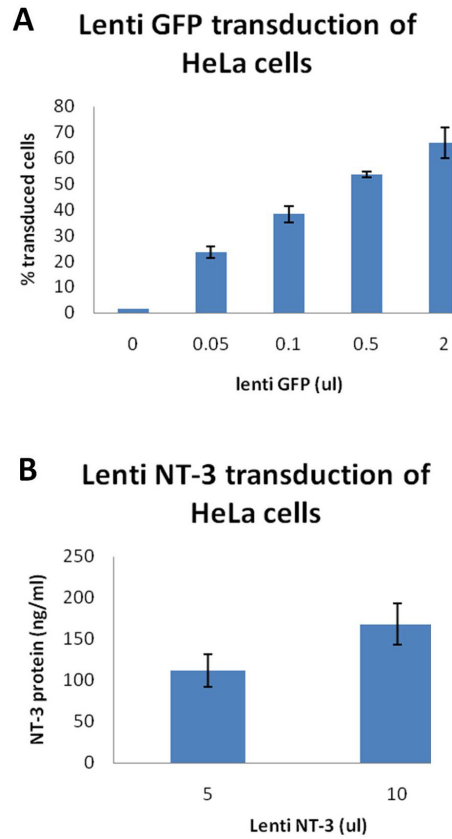 A
Lenti GFP transduction of
HeLa cells
% transduced cells
80
70
60
50
40
30
20
10
0
0 0.05 0.1 0.5 2
lenti GFP (ul)
B
Lenti NT-3 transduction of
HeLa cells
NT-3 protein (ng/ml)
250
200
150
100
50
0
5 10
Lenti NT-3 (ul)